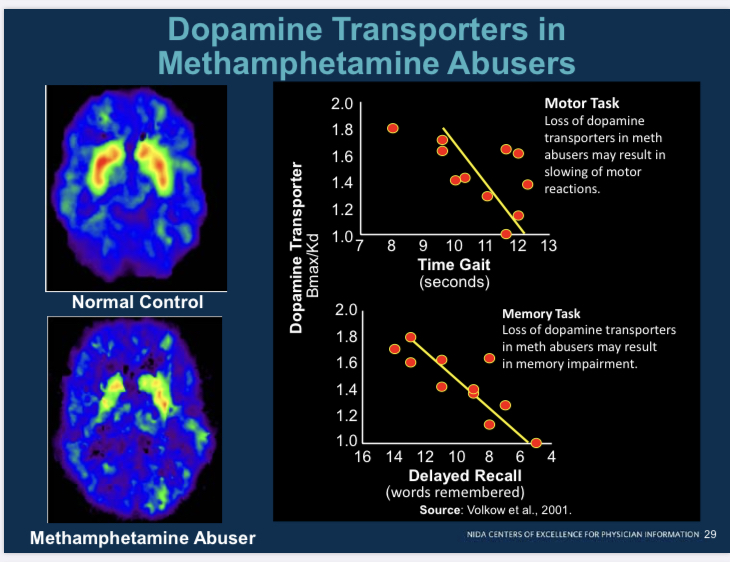 Dopamine Transporters in
Methamphetamine Abusers
Normal Control
Methamphetamine Abuser
Dopamine Transporter
Bmax/Kd
2.0
1.8
1.6
1.4
1.2
1.0
7 8 9 10 11 12 13
Time Gait
(seconds)
Motor Task
Loss of dopamine
transporters in meth
abusers may result in
slowing of motor
reactions.
2.0
1.8
1.6
1.4
1.2
1.0
16 14 12 10 8 6 4
Delayed Recall
(words remembered)
Memory Task
Loss of dopamine transporters
in meth abusers may result
in memory impairment.
Source: Volkow et al., 2001.
NIDA CENTERS OF EXCELLENCE FOR PHYSICIAN INFORMATION 29